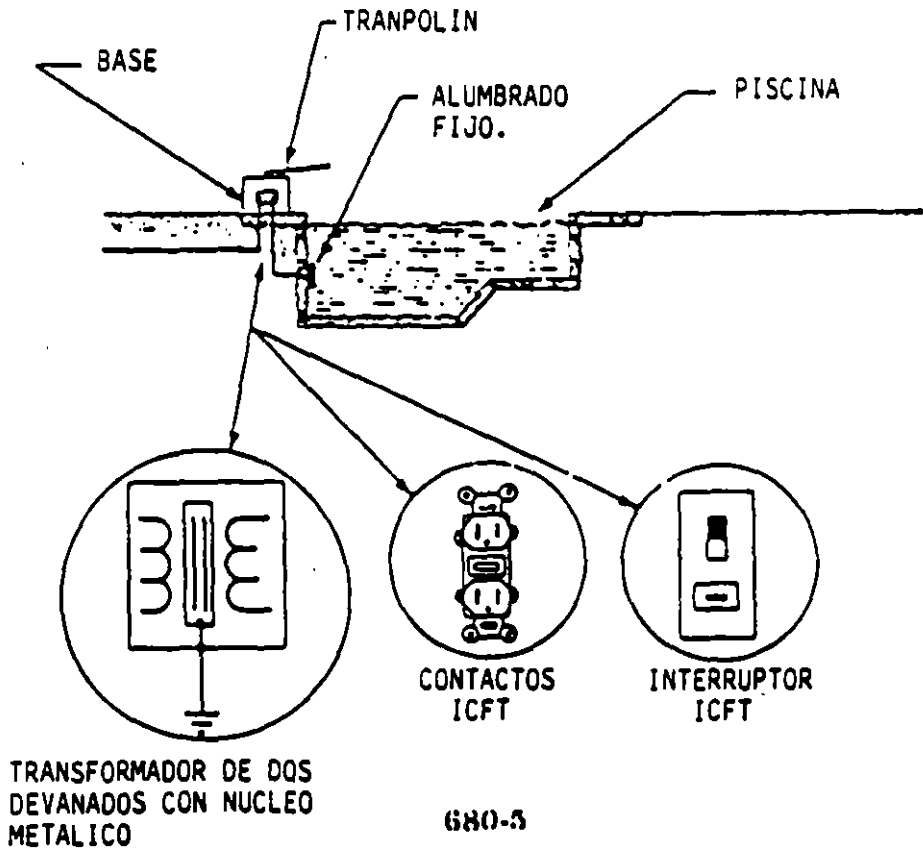 TRANPOLIN
BASE
ALUMBRADO
FIJO.
PISCINA
CONTACTOS
ICFT
INTERRUPTOR
ICFT
TRANSFORMADOR DE DOS
DEVANADOS CON NUCLEO
METALICO
680-5